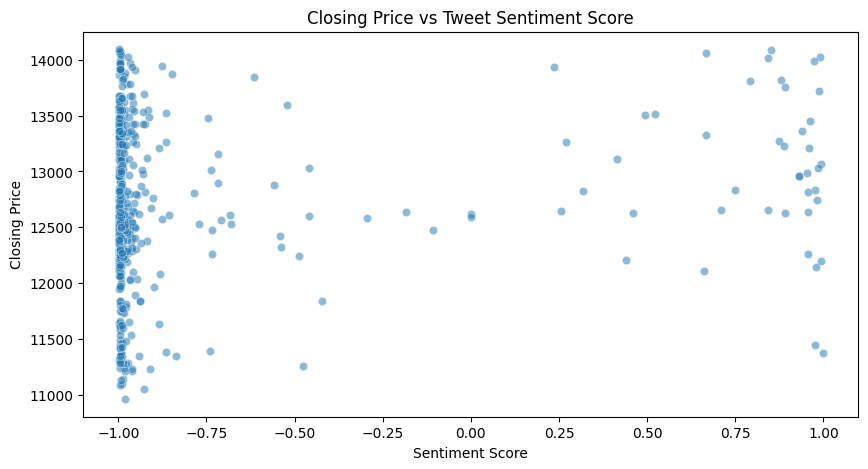 Closing Price vs Tweet Sentiment Score
14000
13500
13000
12500
12000
11500
11000
Closing Price
−1.00 −0.75 −0.50 −0.25 0.00 0.25 0.50 0.75 1.00
Sentiment Score